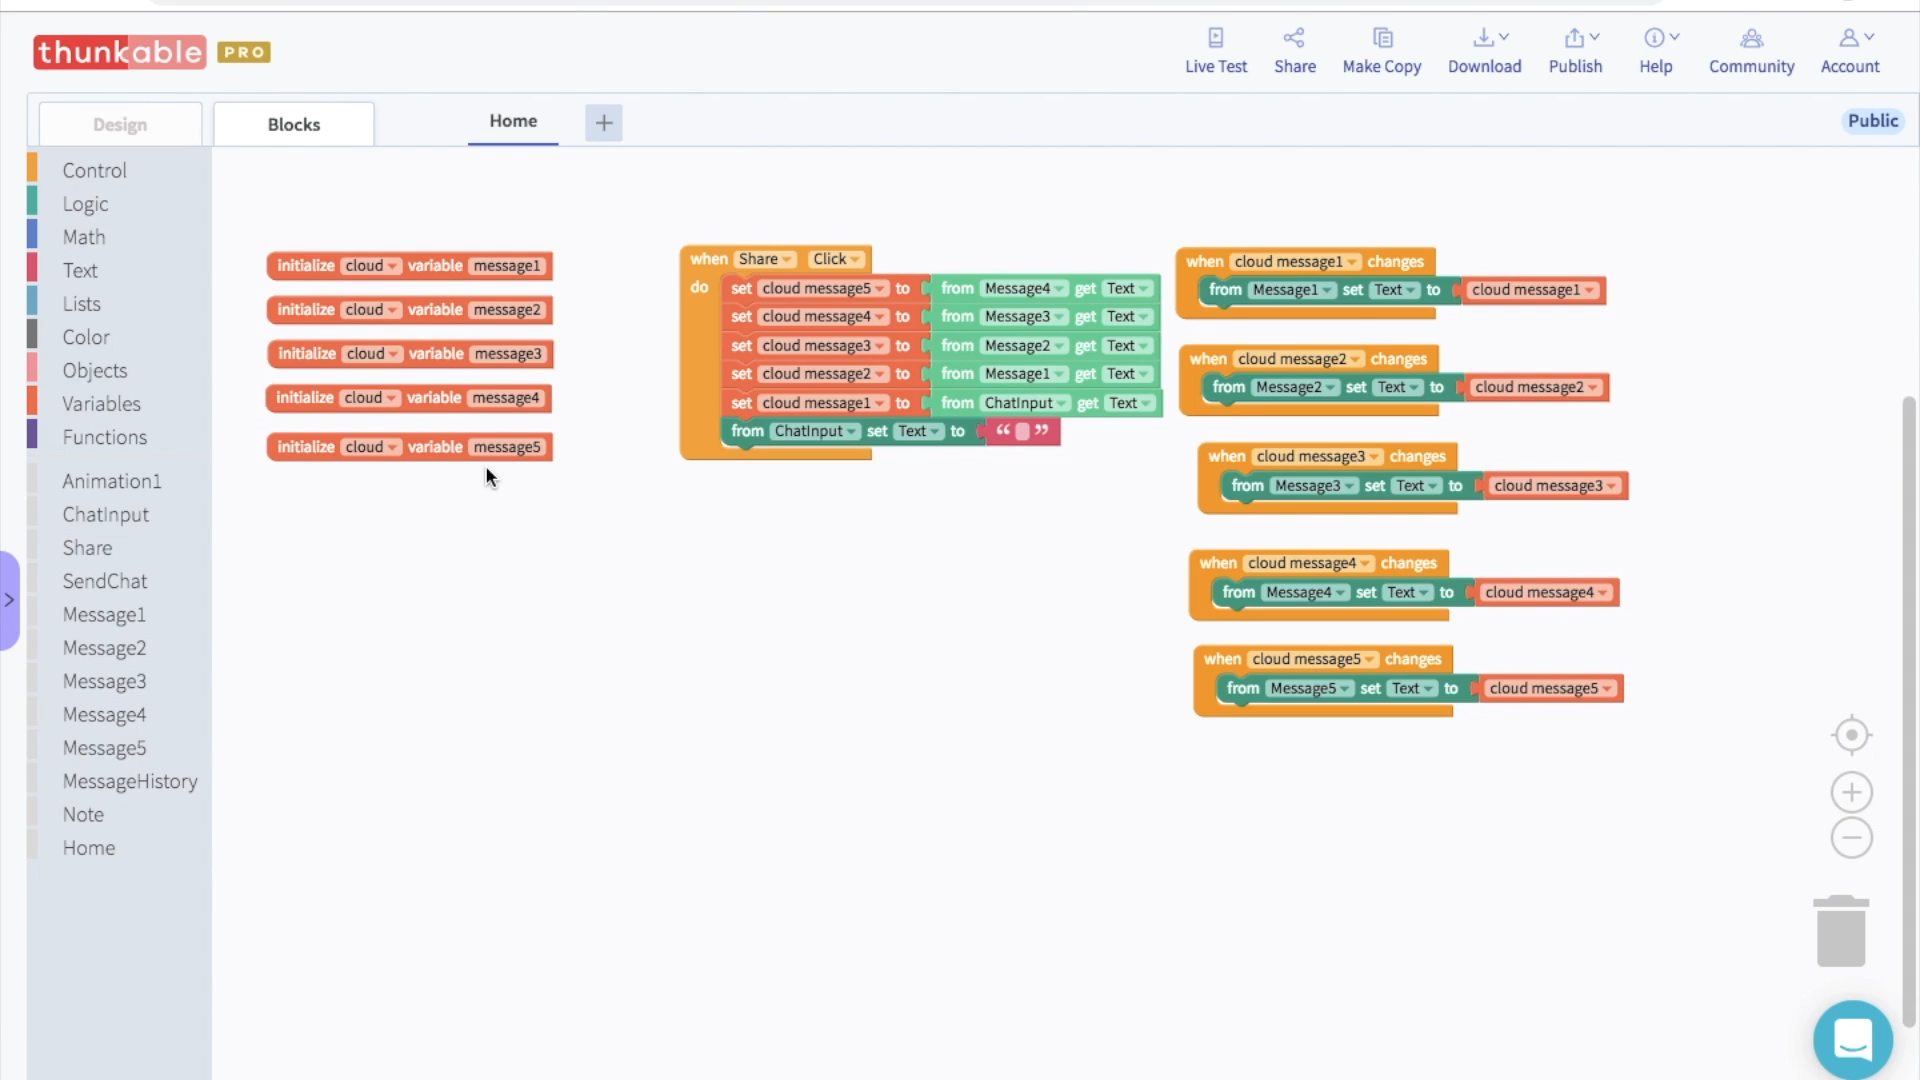 thunkable PRO
Live Test
Share
Make Copy
Download
Publish
Help
Community
Account
Design
Blocks
Home
+
Public
Control
Logic
Math
Text
Lists
Color
Objects
Variables
Functions
Animation1
ChatInput
Share
SendChat
Message1
Message2
Message3
Message4
Message5
MessageHistory
Note
Home
initialize cloud variable message1
initialize cloud variable message2
initialize cloud variable message3
initialize cloud variable message4
initialize cloud variable message5
when Share Click
do set cloud message5 to from Message4 get Text
set cloud message4 to from Message3 get Text
set cloud message3 to from Message2 get Text
set cloud message2 to from Message1 get Text
set cloud message1 to from ChatInput get Text
from ChatInput set Text to “ ”
when cloud message1 changes
from Message1 set Text to cloud message1
when cloud message2 changes
from Message2 set Text to cloud message2
when cloud message3 changes
from Message3 set Text to cloud message3
when cloud message4 changes
from Message4 set Text to cloud message4
when cloud message5 changes
from Message5 set Text to cloud message5